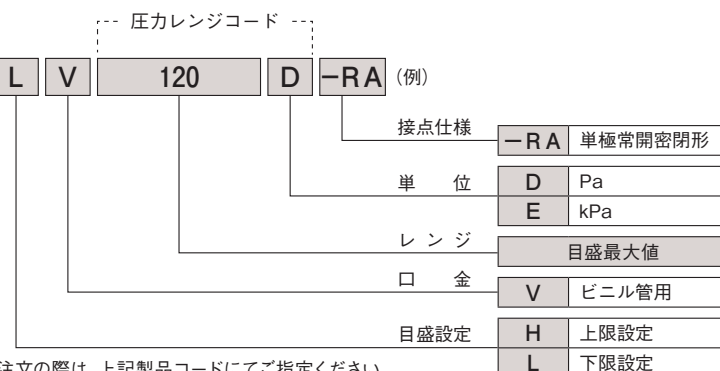 圧力レンジコード
L V 120 D −RA (例)
接点仕様 −RA 単極常開密閉形
単位 D Pa
E kPa
レンジ 目盛最大値
口金 V ビニル管用
目盛設定 H 上限設定
L 下限設定
注文の際は、上記製品コードにてご指定ください